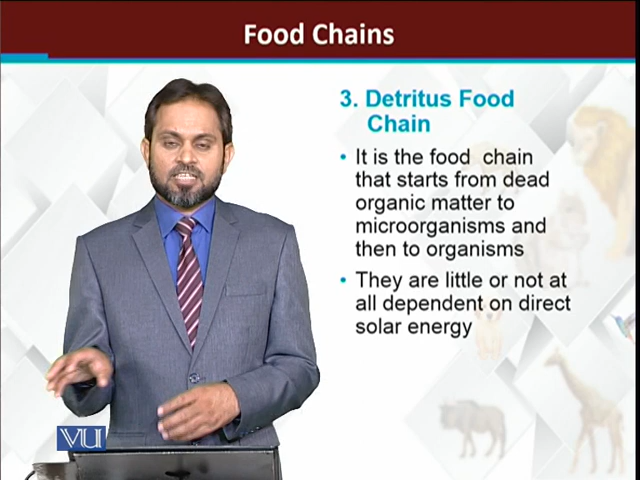 Food Chains
3. Detritus Food
Chain
• It is the food chain
that starts from dead
organic matter to
microorganisms and
then to organisms
• They are little or not at
all dependent on direct
solar energy
VU